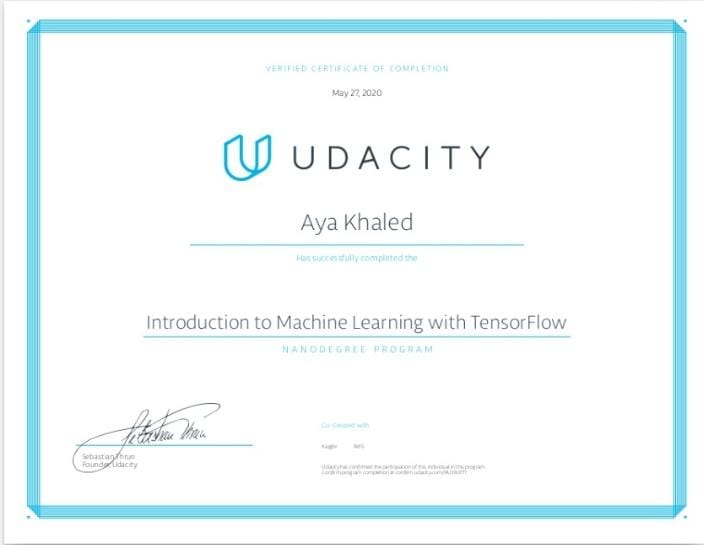 VERIFIED CERTIFICATE OF COMPLETION
May 27, 2020
UDACITY
Aya Khaled
Has successfully completed the
Introduction to Machine Learning with TensorFlow
NANODEGREE PROGRAM
Sebastian Thrun
Sebastian Thrun
Founder, Udacity
Co-Created with
Kaggle AWS
Udacity has confirmed the participation of this individual in this program.
Confirm program completion at confirm.udacity.com/